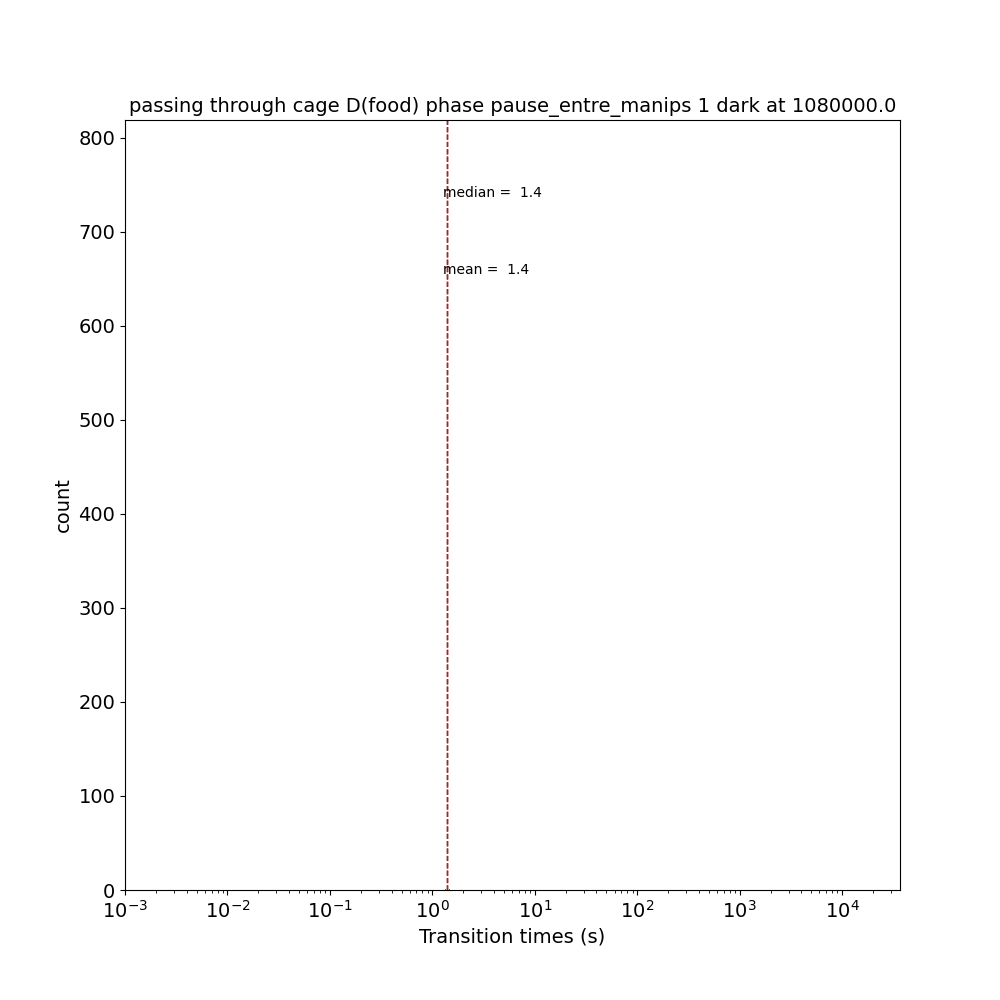 passing through cage D(food) phase pause_entre_manips 1 dark at 1080000.0
800
median =  1.4
700
mean =  1.4
600
500
400
count
300
200
100
0
10⁻³ 10⁻² 10⁻¹ 10⁰ 10¹ 10² 10³ 10⁴
Transition times (s)